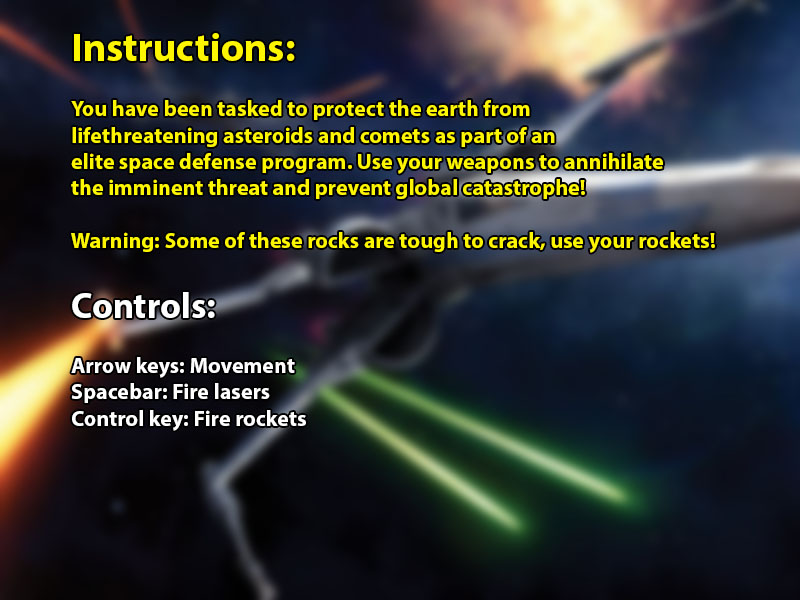 Instructions:
You have been tasked to protect the earth from
lifethreatening asteroids and comets as part of an
elite space defense program. Use your weapons to annihilate
the imminent threat and prevent global catastrophe!
Warning: Some of these rocks are tough to crack, use your rockets!
Controls:
Arrow keys: Movement
Spacebar: Fire lasers
Control key: Fire rockets